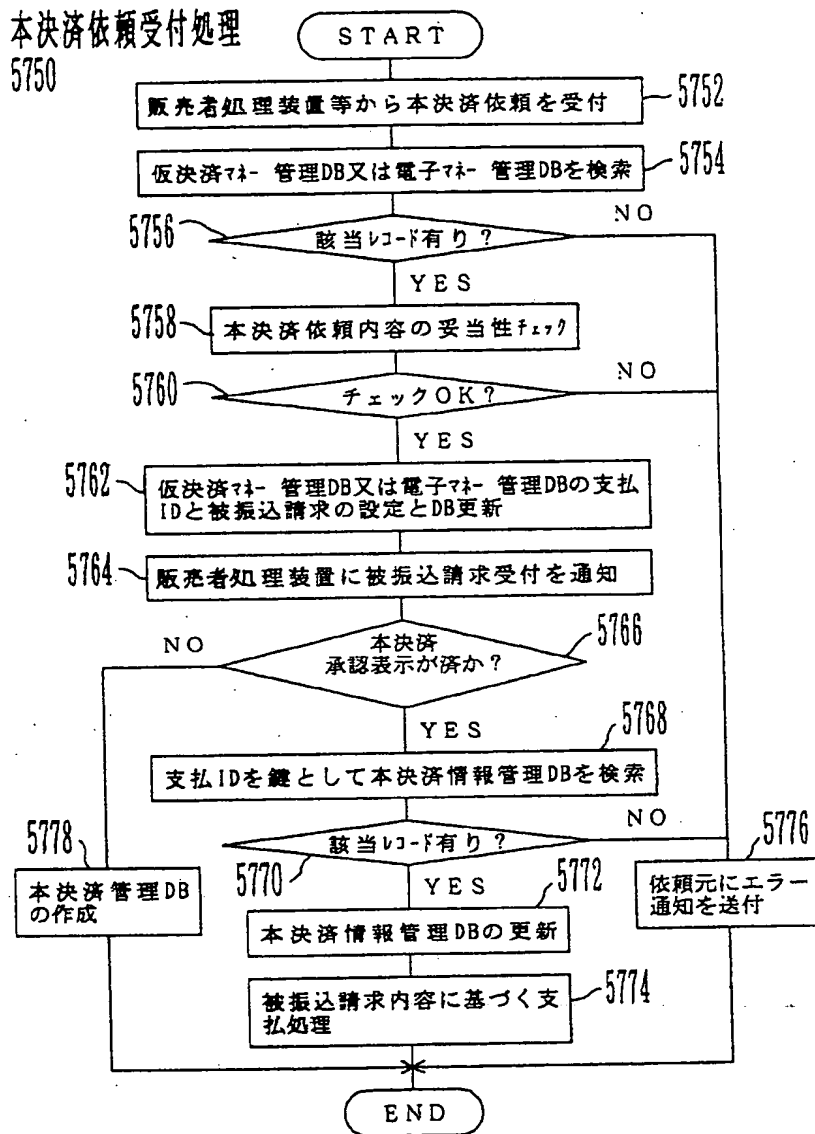 本決済依頼受付処理
5750
START
販売者処理装置等から本決済依頼を受付
5752
仮決済ﾏﾈｰ 管理DB又は電子ﾏﾈｰ 管理DBを検索
5754
5756
該当ﾚｺｰﾄﾞ有り?
NO
YES
5758
本決済依頼内容の妥当性ﾁｪｯｸ
5760
チェックOK?
NO
YES
5762
仮決済ﾏﾈｰ 管理DB又は電子ﾏﾈｰ 管理DBの支払
IDと被振込請求の設定とDB更新
5764
販売者処理装置に被振込請求受付を通知
NO
本決済
承認表示が済か?
5766
YES
5768
支払IDを鍵として本決済情報管理DBを検索
該当ﾚｺｰﾄﾞ有り?
NO
5770
YES
5778
本決済管理DB
の作成
5772
本決済情報管理DBの更新
5776
依頼元にエラー
通知を送付
被振込請求内容に基づく支
払処理
5774
END